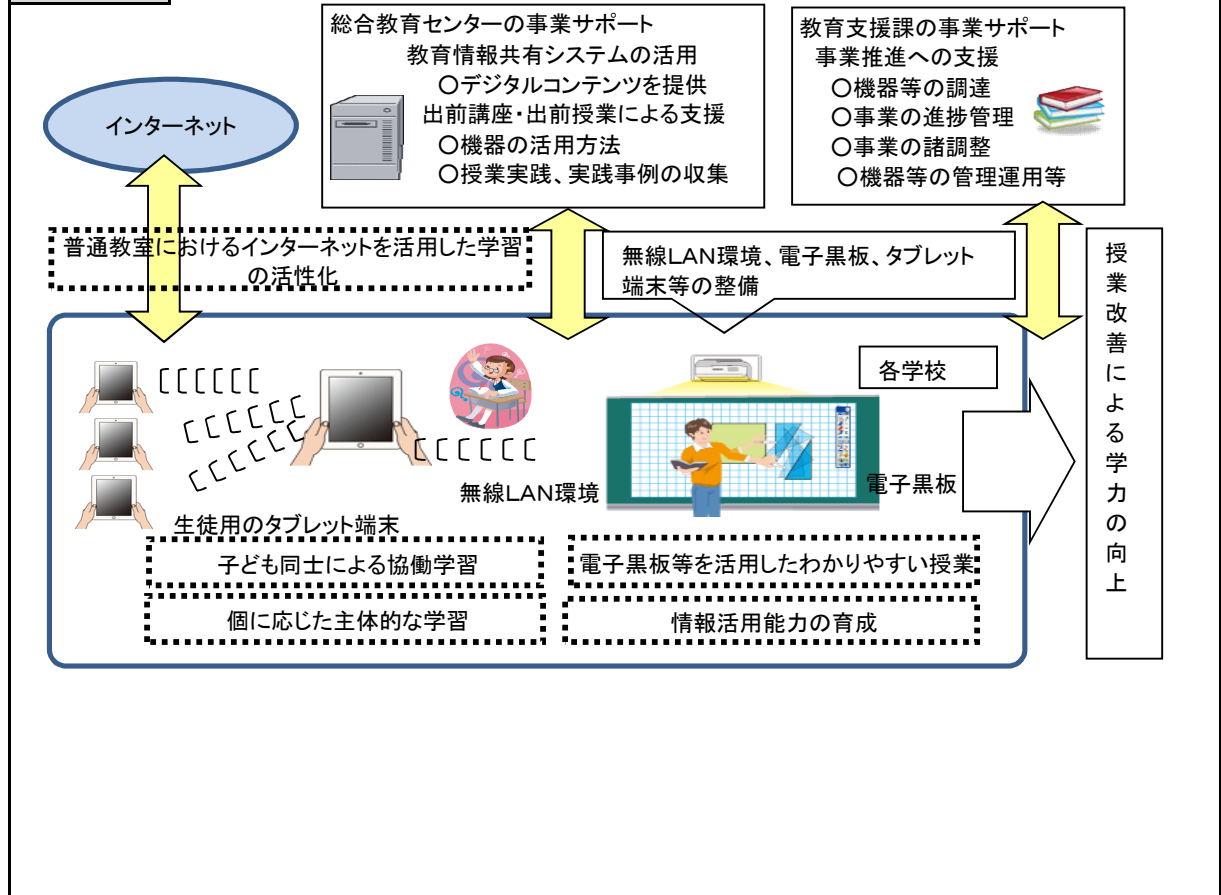 総合教育センターの事業サポート
教育情報共有システムの活用
○デジタルコンテンツを提供
出前講座・出前授業による支援
○機器の活用方法
○授業実践、実践事例の収集
教育支援課の事業サポート
事業推進への支援
○機器等の調達
○事業の進捗管理
○事業の諸調整
○機器等の管理運用等
インターネット
普通教室におけるインターネットを活用した学習
の活性化
無線LAN環境、電子黒板、タブレット
端末等の整備
各学校
無線LAN環境
電子黒板
生徒用のタブレット端末
子ども同士による協働学習
電子黒板等を活用したわかりやすい授業
個に応じた主体的な学習
情報活用能力の育成
授業改善による学力の向上